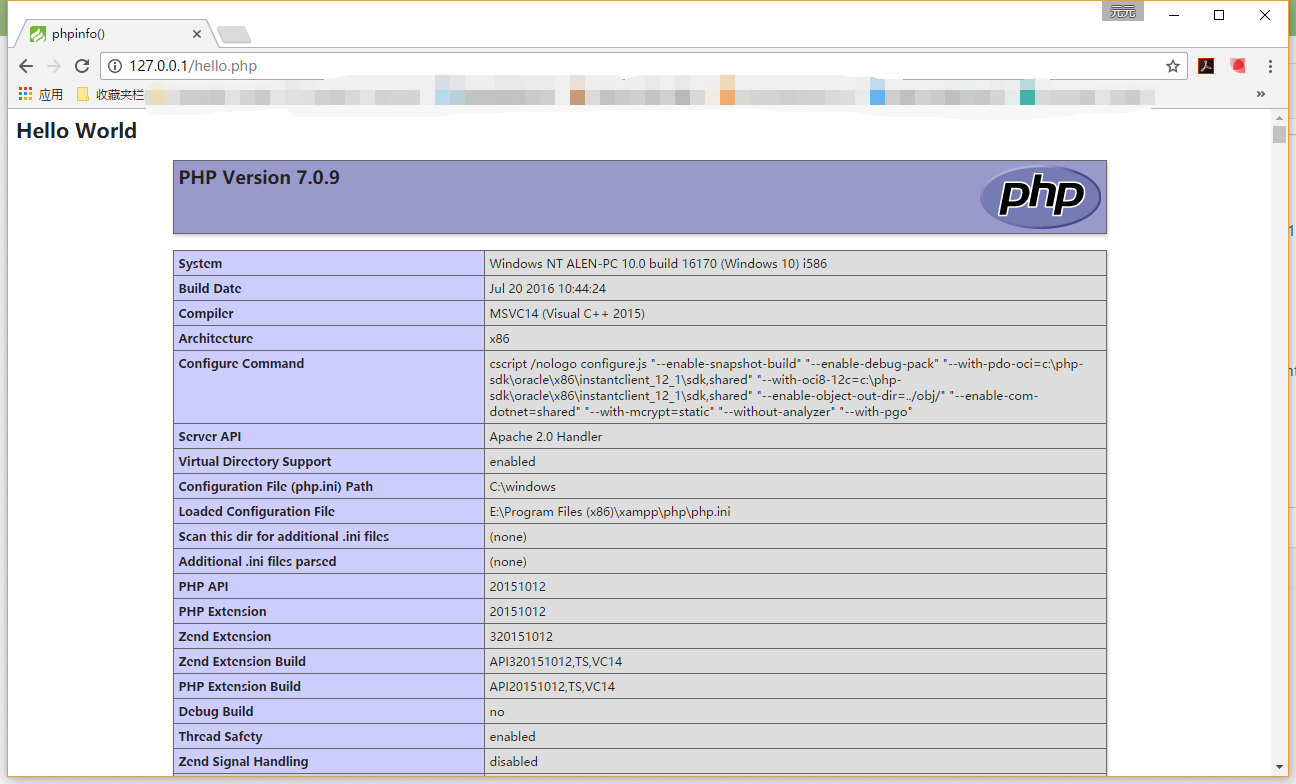 元元
phpinfo()
127.0.0.1/hello.php
应用 收藏夹栏
Hello World
PHP Version 7.0.9
php
System Windows NT ALEN-PC 10.0 build 16170 (Windows 10) i586
Build Date Jul 20 2016 10:44:24
Compiler MSVC14 (Visual C++ 2015)
Architecture x86
Configure Command cscript /nologo configure.js "--enable-snapshot-build" "--enable-debug-pack" "--with-pdo-oci=c:\php-
sdk\oracle\x86\instantclient_12_1\sdk,shared" "--with-oci8-12c=c:\php-
sdk\oracle\x86\instantclient_12_1\sdk,shared" "--enable-object-out-dir=../obj/" "--enable-com-
dotnet=shared" "--with-mcrypt=static" "--without-analyzer" "--with-pgo"
Server API Apache 2.0 Handler
Virtual Directory Support enabled
Configuration File (php.ini) Path C:\windows
Loaded Configuration File E:\Program Files (x86)\xampp\php\php.ini
Scan this dir for additional .ini files (none)
Additional .ini files parsed (none)
PHP API 20151012
PHP Extension 20151012
Zend Extension 320151012
Zend Extension Build API320151012,TS,VC14
PHP Extension Build API20151012,TS,VC14
Debug Build no
Thread Safety enabled
Zend Signal Handling disabled